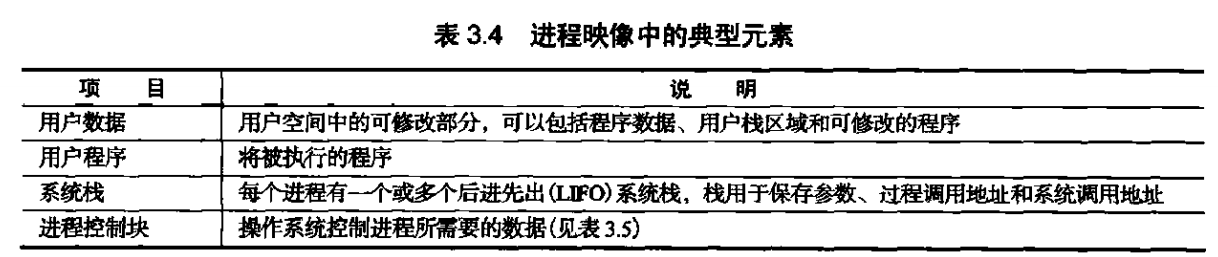 表 3.4 进程映像中的典型元素
项 目 说 明
用户数据 用户空间中的可修改部分，可以包括程序数据、用户栈区域和可修改的程序
用户程序 将被执行的程序
系统栈 每个进程有一个或多个后进先出(LIFO)系统栈，栈用于保存参数、过程调用地址和系统调用地址
进程控制块 操作系统控制进程所需要的数据(见表 3.5)